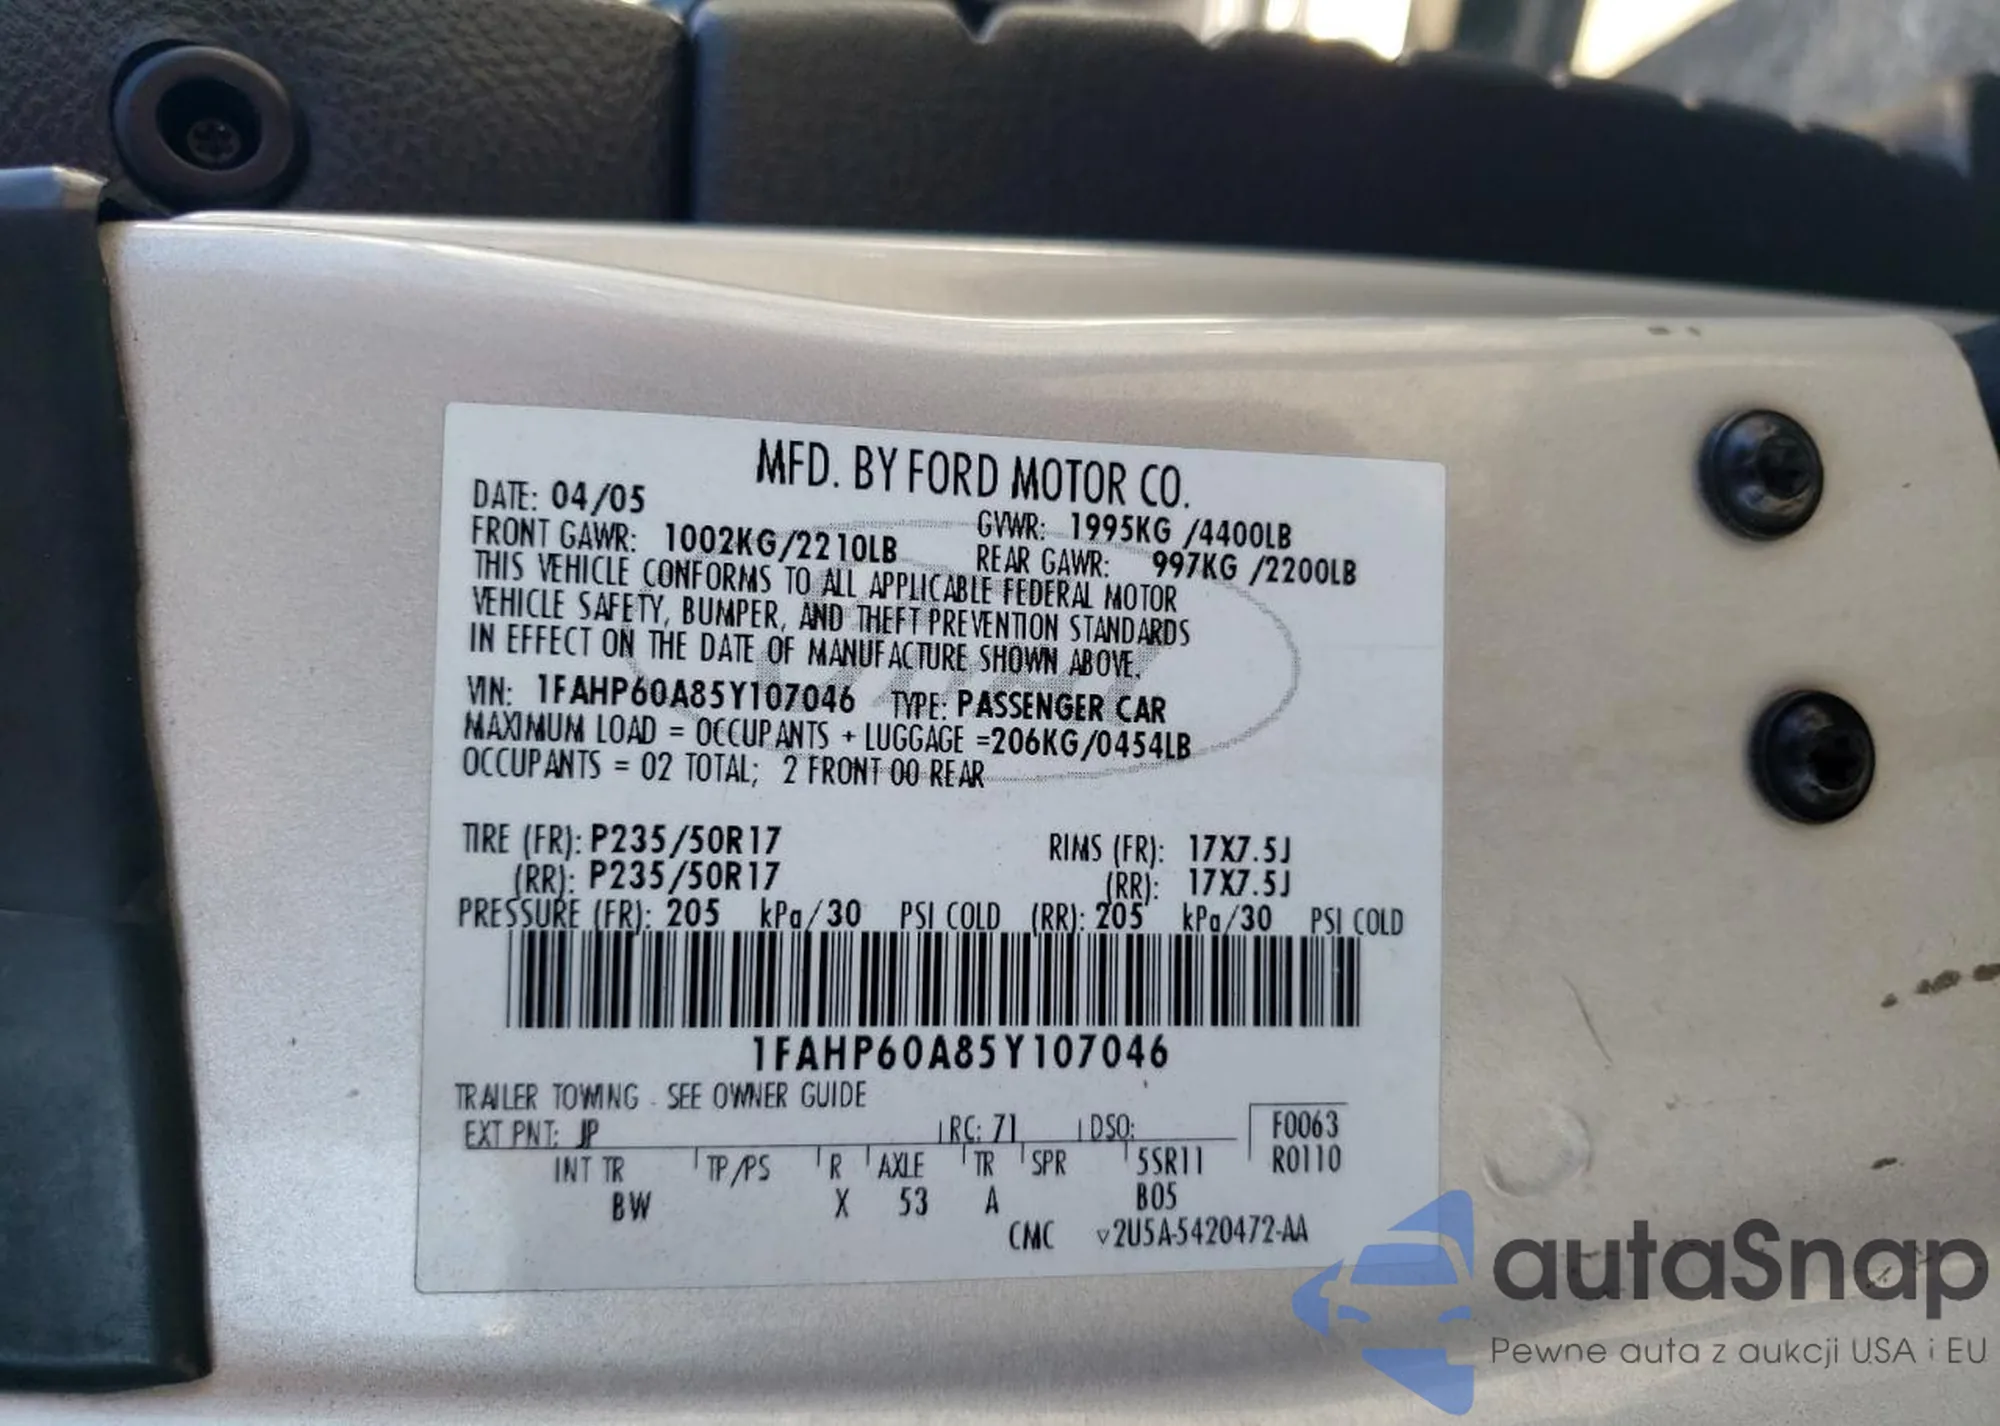 MFD. BY FORD MOTOR CO.
DATE: 04/05 GVWR: 1995KG /4400LB
FRONT GAWR: 1002KG/2210LB REAR GAWR: 997KG /2200LB
THIS VEHICLE CONFORMS TO ALL APPLICABLE FEDERAL MOTOR
VEHICLE SAFETY, BUMPER, AND THEFT PREVENTION STANDARDS
IN EFFECT ON THE DATE OF MANUFACTURE SHOWN ABOVE.
VIN: 1FAHP60A85Y107046 TYPE: PASSENGER CAR
MAXIMUM LOAD = OCCUPANTS + LUGGAGE =206KG/0454LB
OCCUPANTS = 02 TOTAL; 2 FRONT 00 REAR
TIRE (FR): P235/50R17 RIMS (FR): 17X7.5J
(RR): P235/50R17 (RR): 17X7.5J
PRESSURE (FR): 205 kPa/30 PSI COLD (RR): 205 kPa/30 PSI COLD
1FAHP60A85Y107046
TRAILER TOWING - SEE OWNER GUIDE
EXT PNT: JP RC: 71 DSO: F0063
INT TR TP/PS R AXLE TR SPR 5SR11 R0110
BW X 53 A B05
CMC ▽2U5A-5420472-AA
autaSnap
Pewne auta z aukcji USA i EU